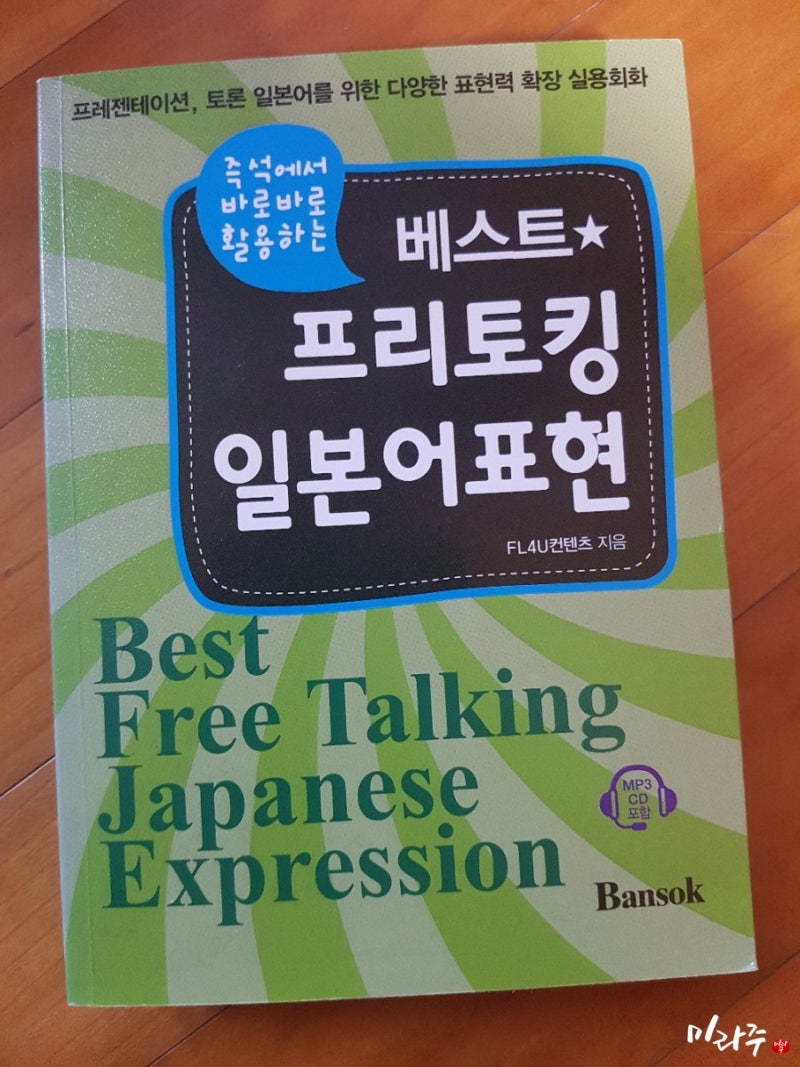 프레젠테이션, 토론 일본어를 위한 다양한 표현력 확장 실용회화
즉석에서
바로바로
활용하는
베스트★
프리토킹
일본어표현
FL4U컨텐츠 지음
Best
Free Talking
Japanese
Expression
MP3
CD
포함
Bansok
미라주